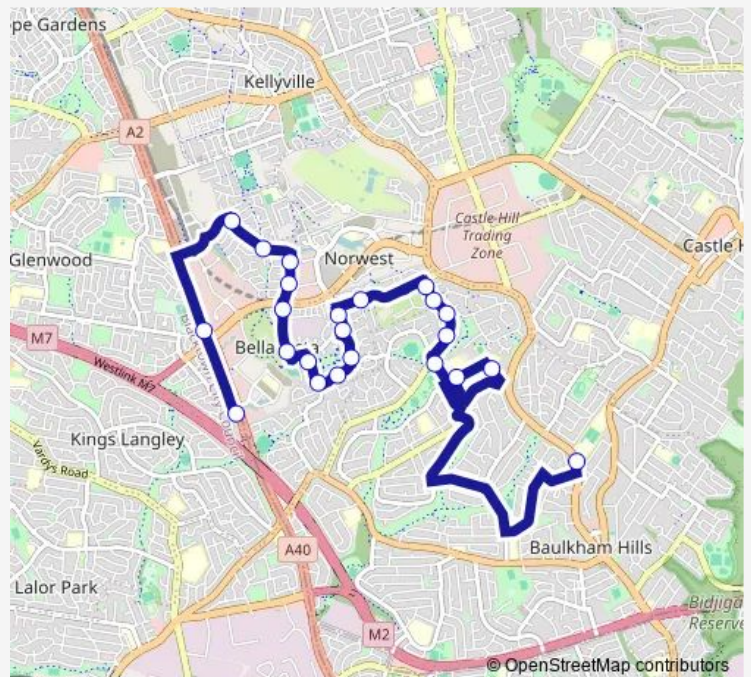 pe Gardens
Kellyville
A2
Castle Hill
Trading
Zone
Castle H
Glenwood
Norwest
M7
Westlink M7
Bella
Kings Langley
Vardys Road
A40
Baulkham Hills
Lalor Park
Bidjiga
Reserve
M2
© OpenStreetMap contributors